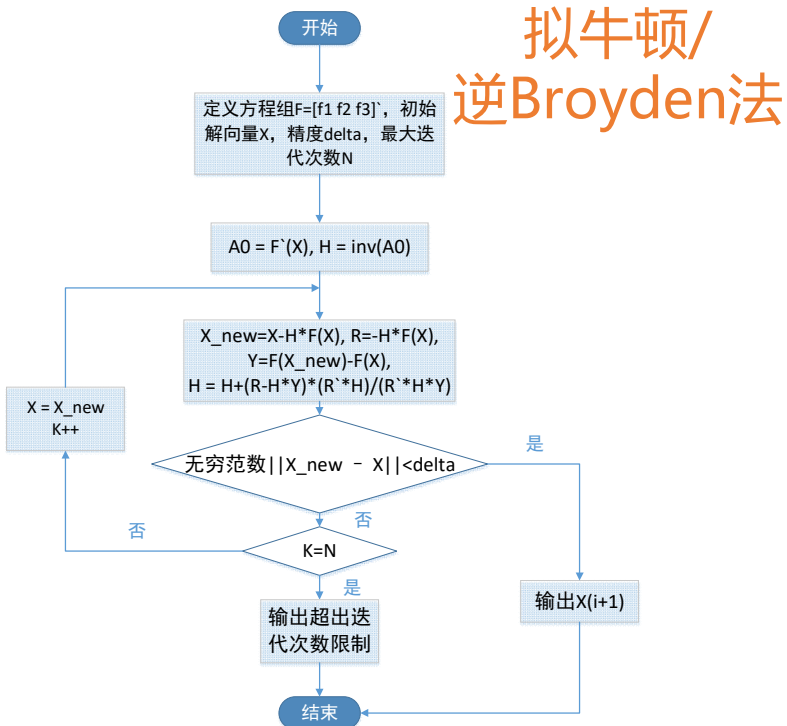 开始
拟牛顿/
逆Broyden法
定义方程组F=[f1 f2 f3]`，初始
解向量X，精度delta，最大迭
代次数N
A0 = F`(X), H = inv(A0)
X_new=X-H*F(X), R=-H*F(X),
Y=F(X_new)-F(X),
H = H+(R-H*Y)*(R`*H)/(R`*H*Y)
X = X_new
K++
无穷范数||X_new - X||<delta
是
否
否
K=N
是
输出超出迭
代次数限制
输出X(i+1)
结束